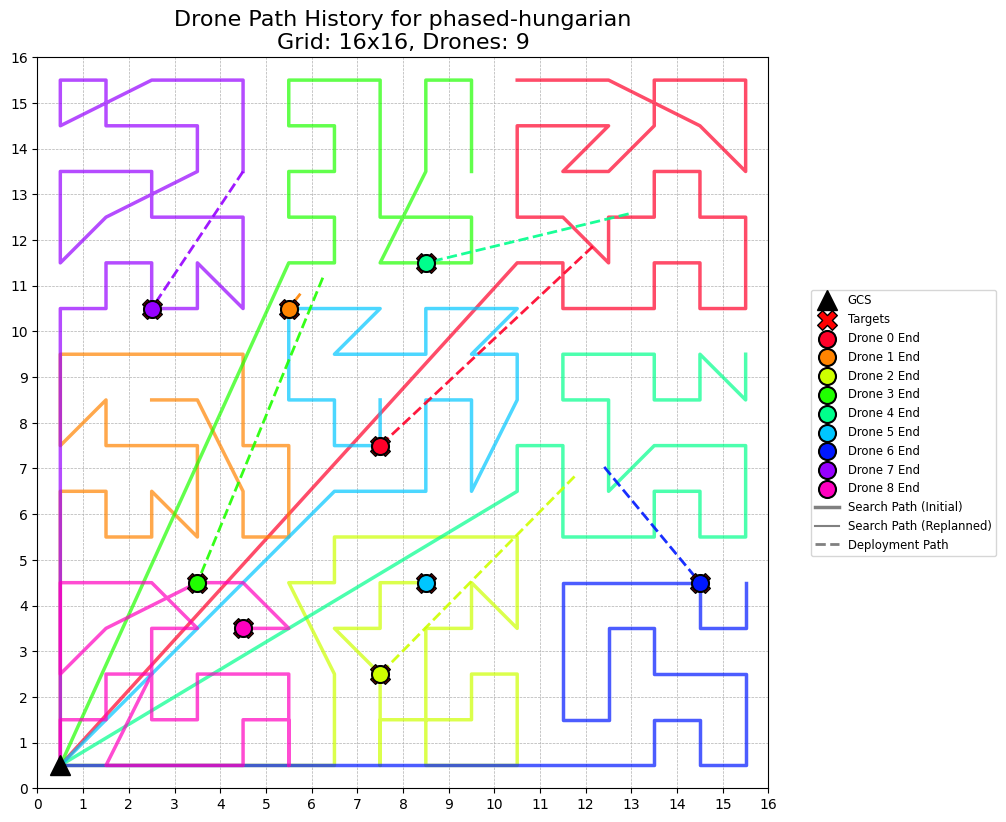 Drone Path History for phased-hungarian
Grid: 16x16, Drones: 9
16
15
14
13
12
11
10
9
8
7
6
5
4
3
2
1
0
0 1 2 3 4 5 6 7 8 9 10 11 12 13 14 15 16
GCS
Targets
Drone 0 End
Drone 1 End
Drone 2 End
Drone 3 End
Drone 4 End
Drone 5 End
Drone 6 End
Drone 7 End
Drone 8 End
Search Path (Initial)
Search Path (Replanned)
Deployment Path